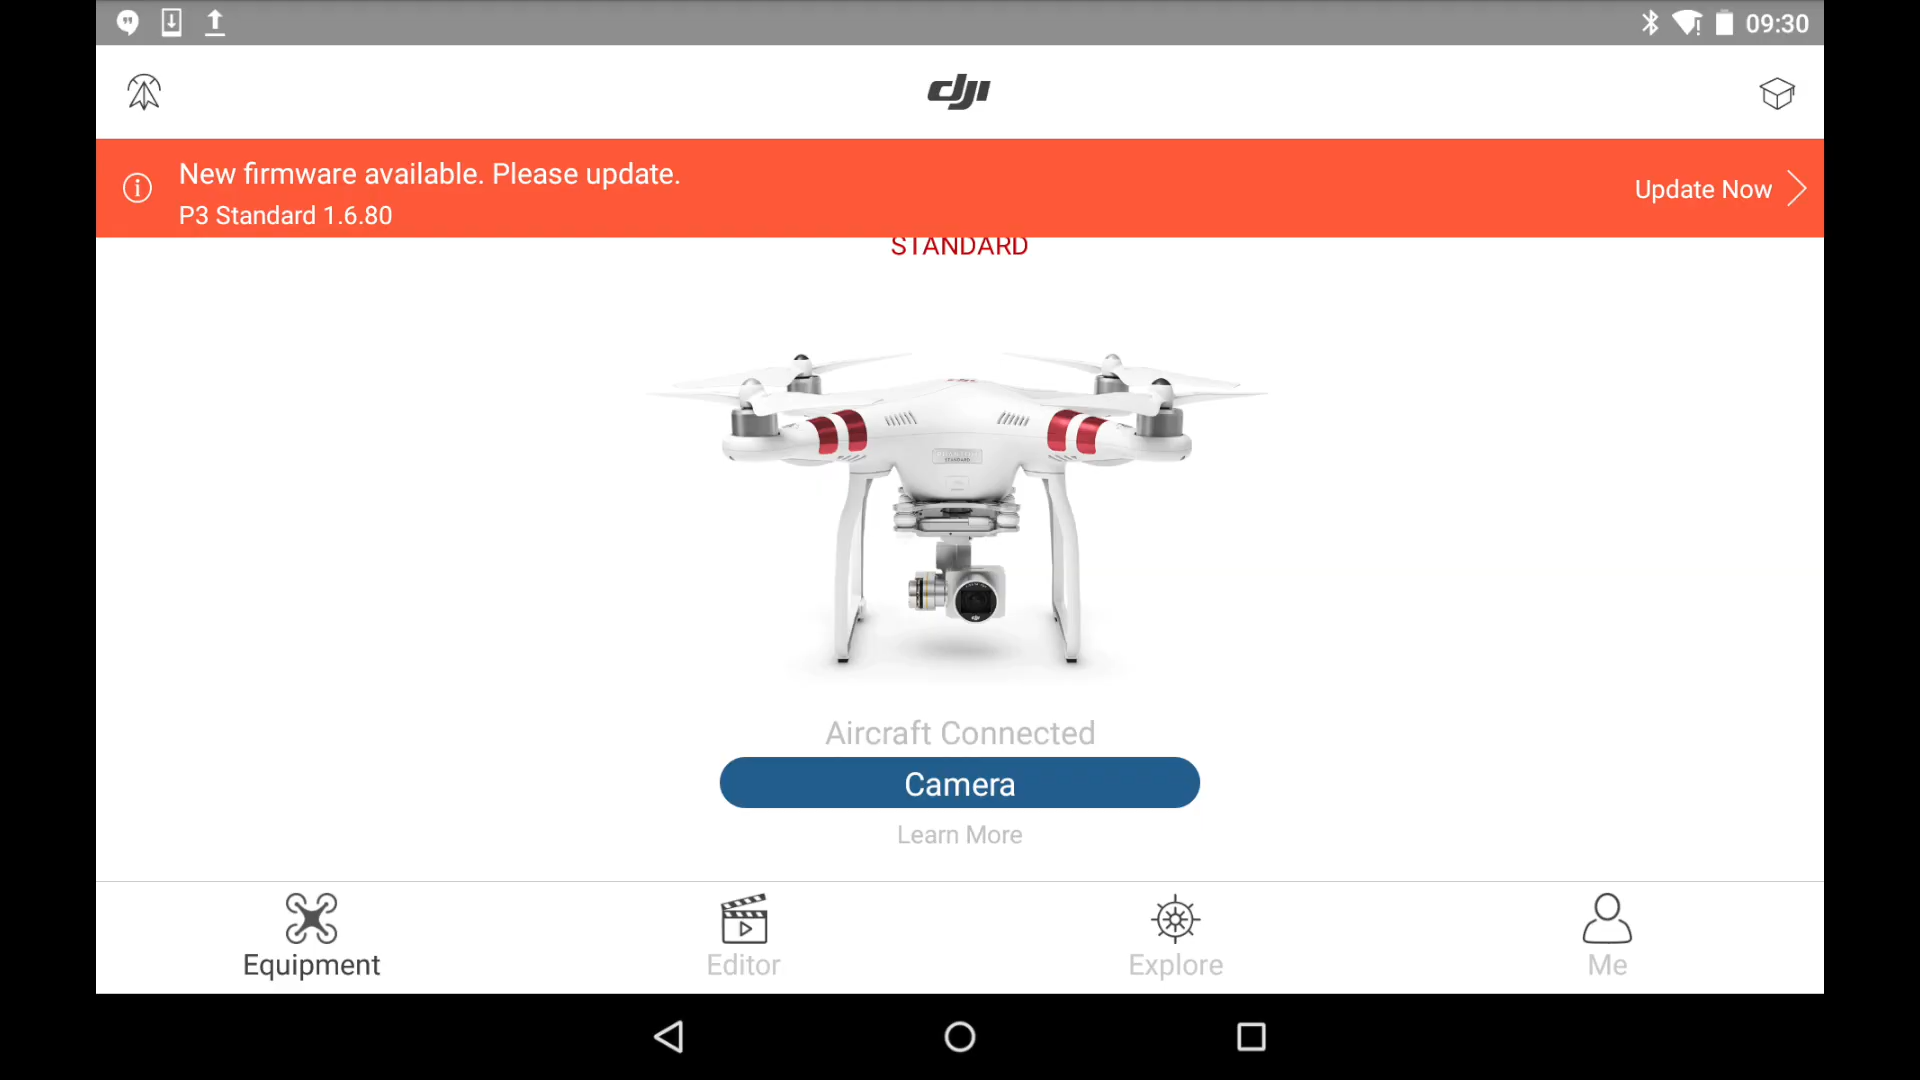 09:30
dji
New firmware available. Please update.
P3 Standard 1.6.80
Update Now
STANDARD
STANDARD
Aircraft Connected
Camera
Learn More
Equipment
Editor
Explore
Me